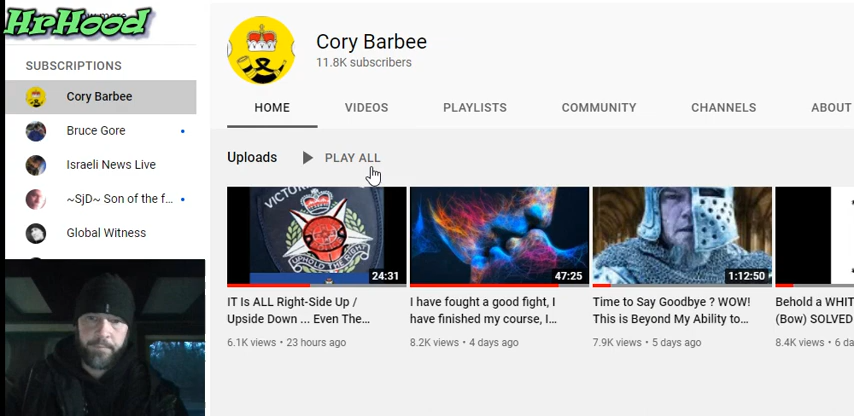 HrHood
Cory Barbee
11.8K subscribers
SUBSCRIPTIONS
Cory Barbee
Bruce Gore
Israeli News Live
~SjD~ Son of the f...
Global Witness
HOME VIDEOS PLAYLISTS COMMUNITY CHANNELS ABOUT
Uploads PLAY ALL
VICTORI
UPHOLD THE RIGHT
24:31
47:25
1:12:50
IT Is ALL Right-Side Up /
Upside Down ... Even The...
6.1K views • 23 hours ago
I have fought a good fight, I
have finished my course, I...
8.2K views • 4 days ago
Time to Say Goodbye ? WOW!
This is Beyond My Ability to...
7.9K views • 5 days ago
Behold a WHIT
(Bow) SOLVED
8.4K views • 6 da